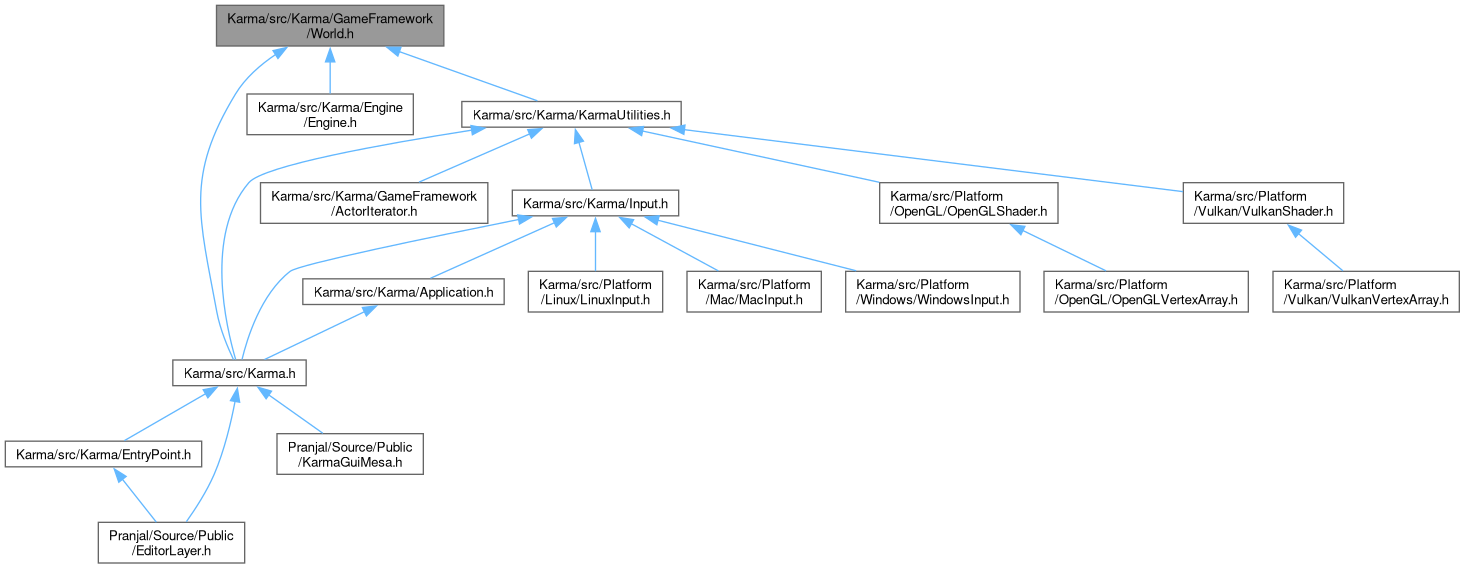 Karma/src/Karma/GameFramework
/World.h
Karma/src/Karma/Engine
/Engine.h
Karma/src/Karma/KarmaUtilities.h
Karma/src/Karma/GameFramework
/ActorIterator.h
Karma/src/Karma/Input.h
Karma/src/Platform
/OpenGL/OpenGLShader.h
Karma/src/Platform
/Vulkan/VulkanShader.h
Karma/src/Karma/Application.h
Karma/src/Platform
/Linux/LinuxInput.h
Karma/src/Platform
/Mac/MacInput.h
Karma/src/Platform
/Windows/WindowsInput.h
Karma/src/Platform
/OpenGL/OpenGLVertexArray.h
Karma/src/Platform
/Vulkan/VulkanVertexArray.h
Karma/src/Karma.h
Karma/src/Karma/EntryPoint.h
Pranjal/Source/Public
/KarmaGuiMesa.h
Pranjal/Source/Public
/EditorLayer.h